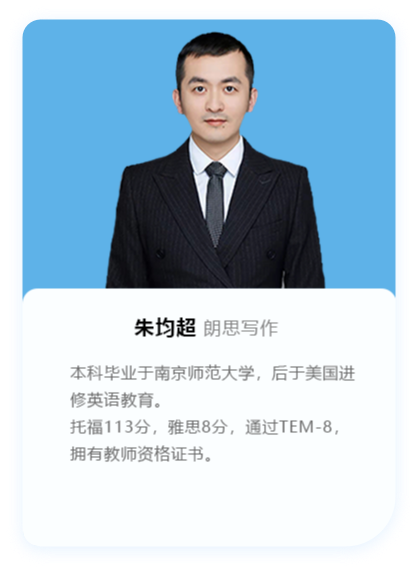 朱均超 朗思写作
本科毕业于南京师范大学，后于美国进
修英语教育。
托福113分，雅思8分，通过TEM-8，
拥有教师资格证书。